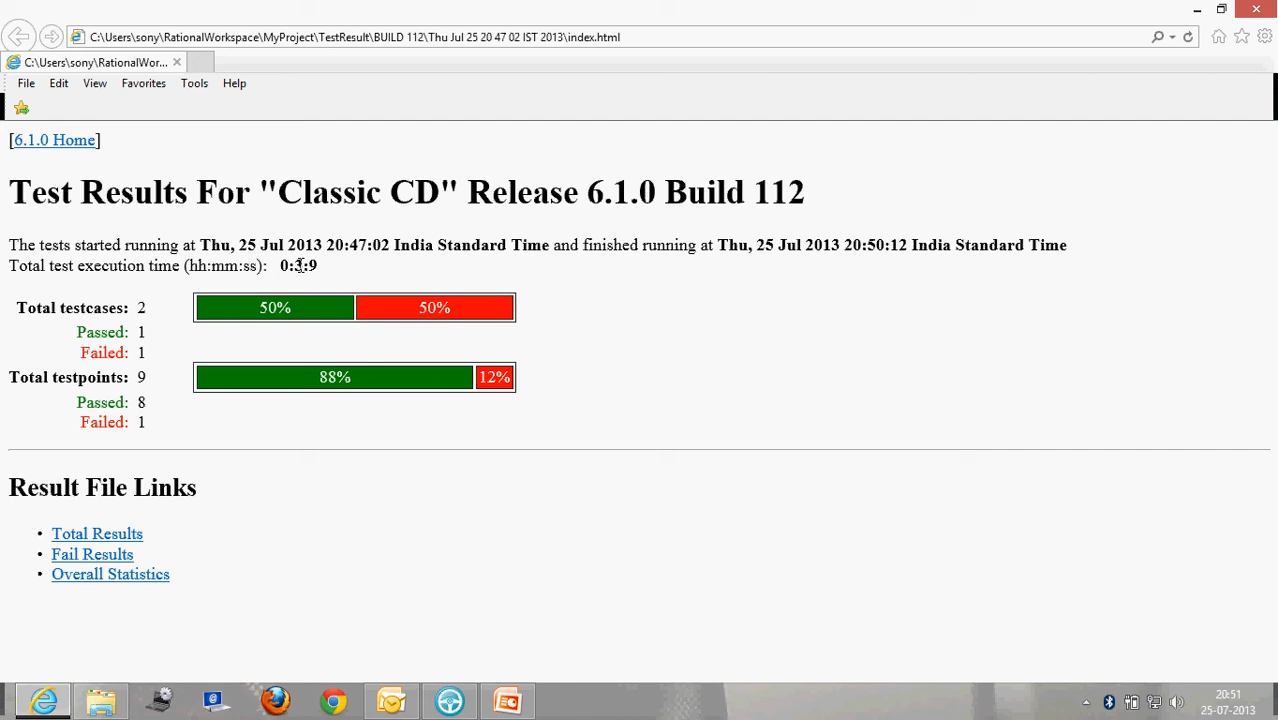 C:\Users\sony\RationalWorkspace\MyProject\TestResult\BUILD 112\Thu Jul 25 20 47 02 IST 2013\index.html
C:\Users\sony\RationalWor...
File Edit View Favorites Tools Help
[6.1.0 Home]
Test Results For "Classic CD" Release 6.1.0 Build 112
The tests started running at Thu, 25 Jul 2013 20:47:02 India Standard Time and finished running at Thu, 25 Jul 2013 20:50:12 India Standard Time
Total test execution time (hh:mm:ss): 0:3:9
Total testcases: 2 50% 50%
Passed: 1
Failed: 1
Total testpoints: 9 88% 12%
Passed: 8
Failed: 1
Result File Links
• Total Results
• Fail Results
• Overall Statistics
20:51
25-07-2013